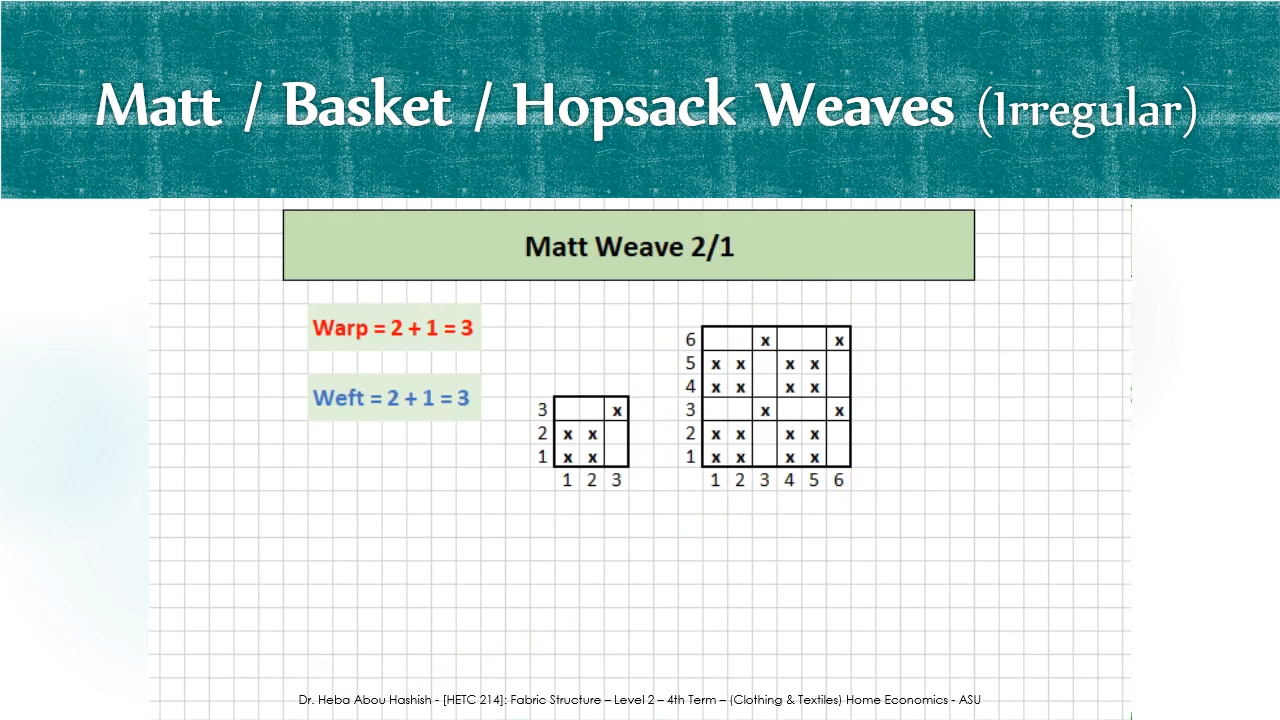 Matt / Basket / Hopsack Weaves (Irregular)
Matt Weave 2/1
Warp = 2 + 1 = 3
Weft = 2 + 1 = 3
3 x
2 x x
1 x x
1 2 3
6 x x
5 x x x x
4 x x x x
3 x x
2 x x x x
1 x x x x
1 2 3 4 5 6
Dr. Heba Abou Hashish - [HETC 214]: Fabric Structure – Level 2 – 4th Term – (Clothing & Textiles) Home Economics - ASU